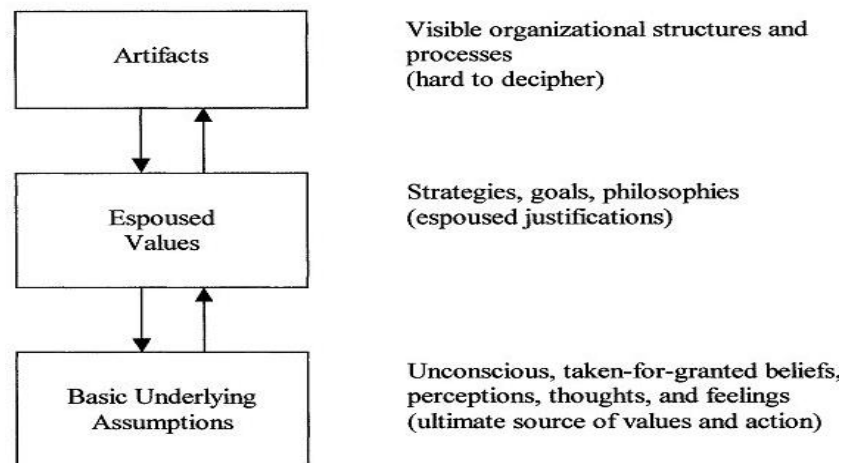 Artifacts
Visible organizational structures and
processes
(hard to decipher)
Espoused
Values
Strategies, goals, philosophies
(espoused justifications)
Basic Underlying
Assumptions
Unconscious, taken-for-granted beliefs,
perceptions, thoughts, and feelings
(ultimate source of values and action)